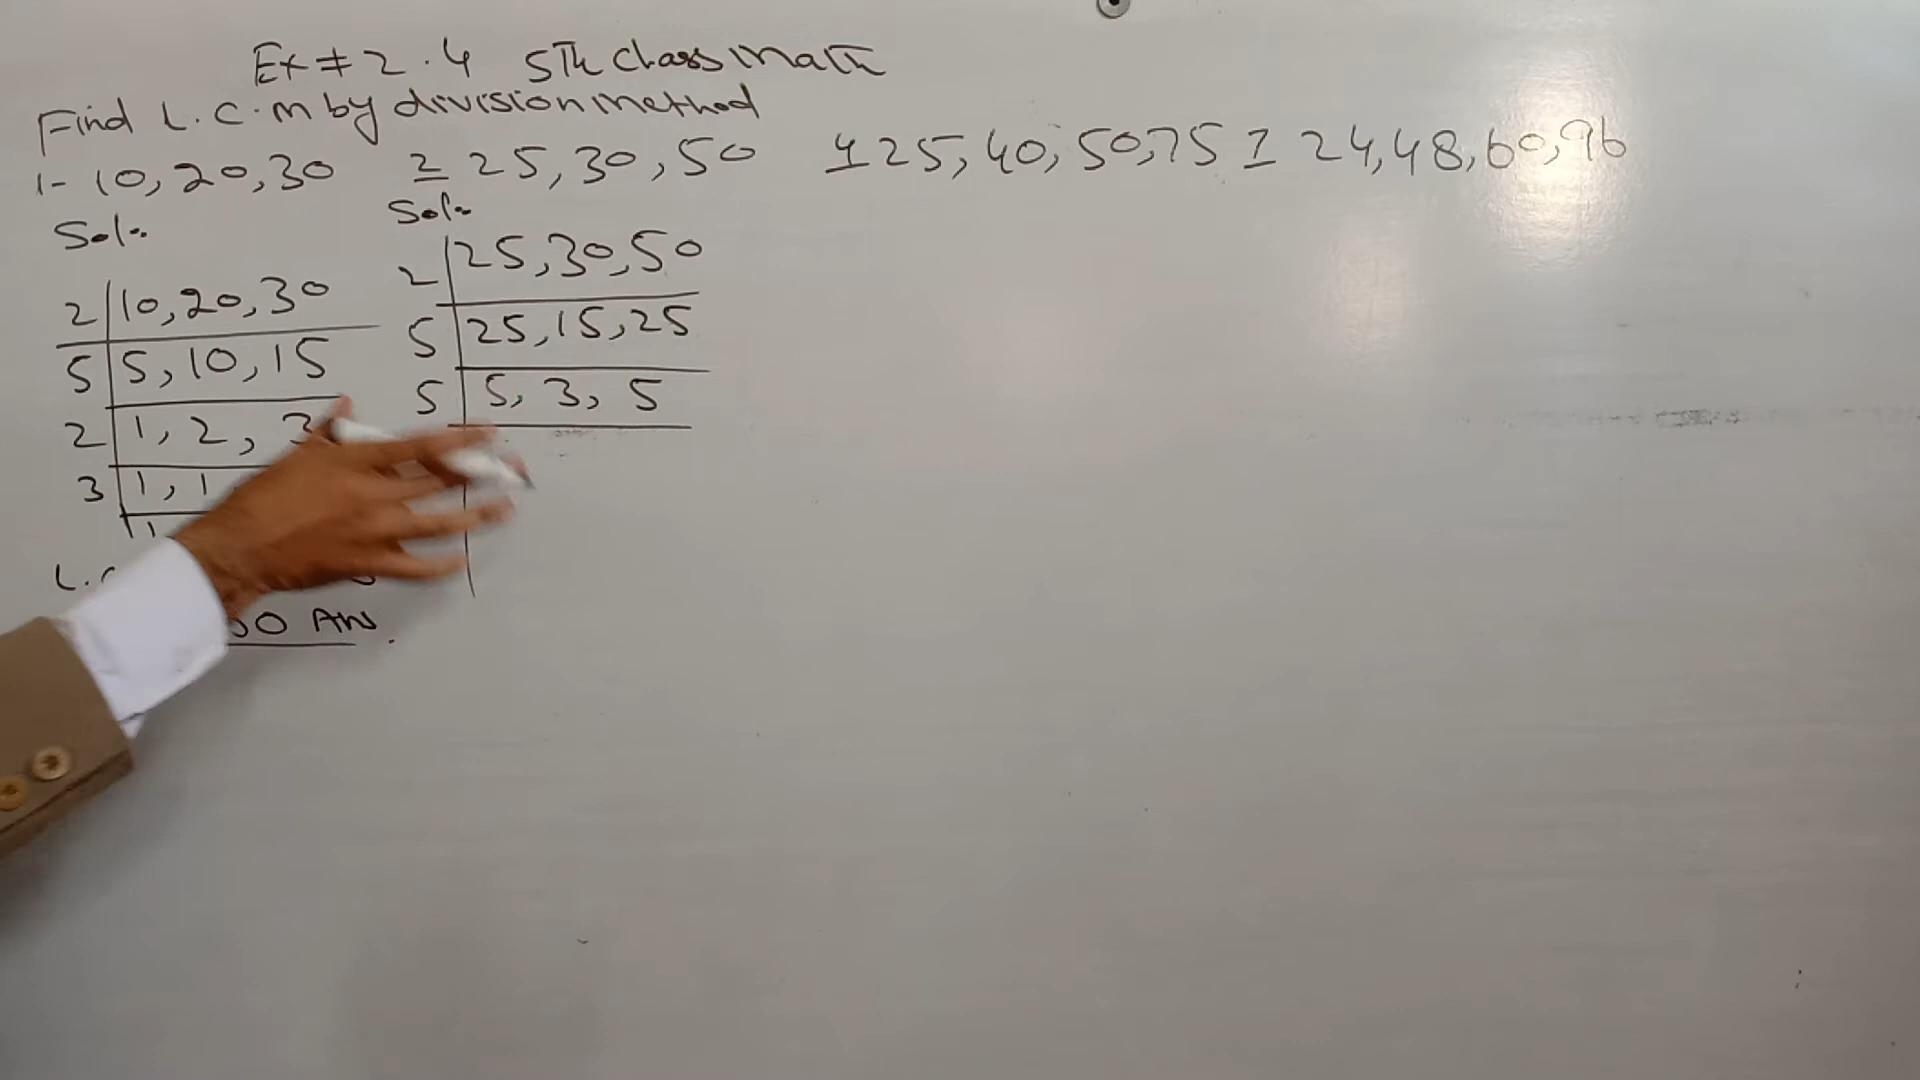 Ex # 2.4 5Th class math
Find L.C.m by division method
1- 10, 20, 30
2 25, 30, 50
4 25, 40, 50, 75
7 24, 48, 60, 96
Sol:
2 10, 20, 30
5 5, 10, 15
2 1, 2, 3
3 1, 1
1
L.C
60 Ans.
Sol:
2 25, 30, 50
5 25, 15, 25
5 5, 3, 5